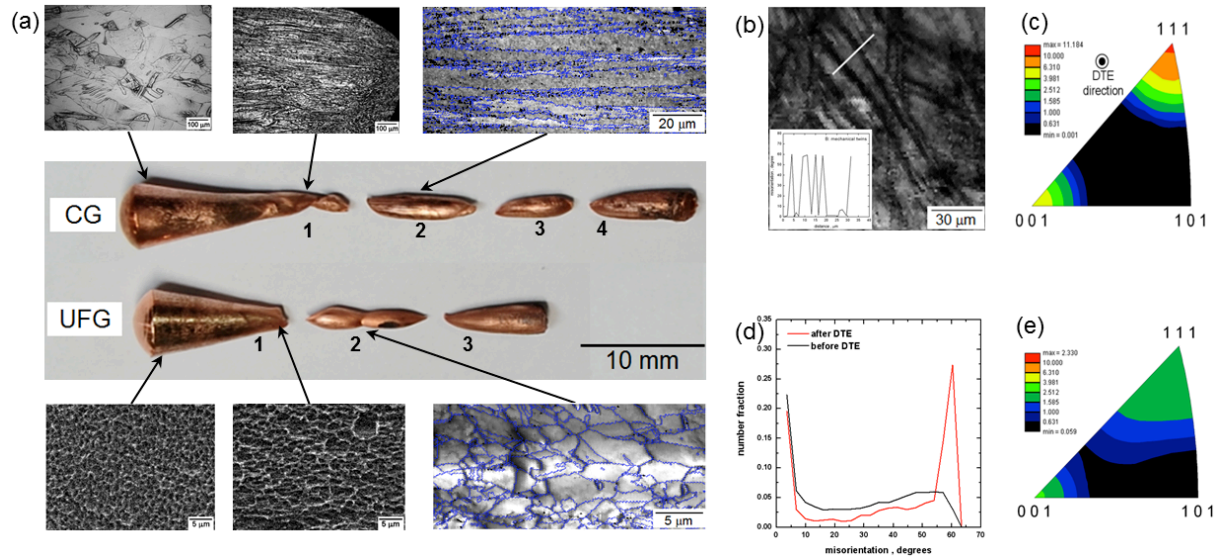 (a)
100 μm
100 μm
20 μm
CG
1
2
3
4
UFG
1
2
3
10 mm
5 μm
5 μm
5 μm
(b)
misorientation, degree
B: mechanical twins
distance, μm
30 μm
(c)
max = 11.184
10.000
6.310
3.981
2.512
1.585
1.000
0.631
min = 0.001
DTE
direction
1 1 1
0 0 1
1 0 1
(d)
number fraction
0.35
0.30
0.25
0.20
0.15
0.10
0.05
0.00
after DTE
before DTE
0 10 20 30 40 50 60 70
misorientation , degrees
(e)
max = 2.330
10.000
6.310
3.981
2.512
1.585
1.000
0.631
min = 0.059
1 1 1
0 0 1
1 0 1